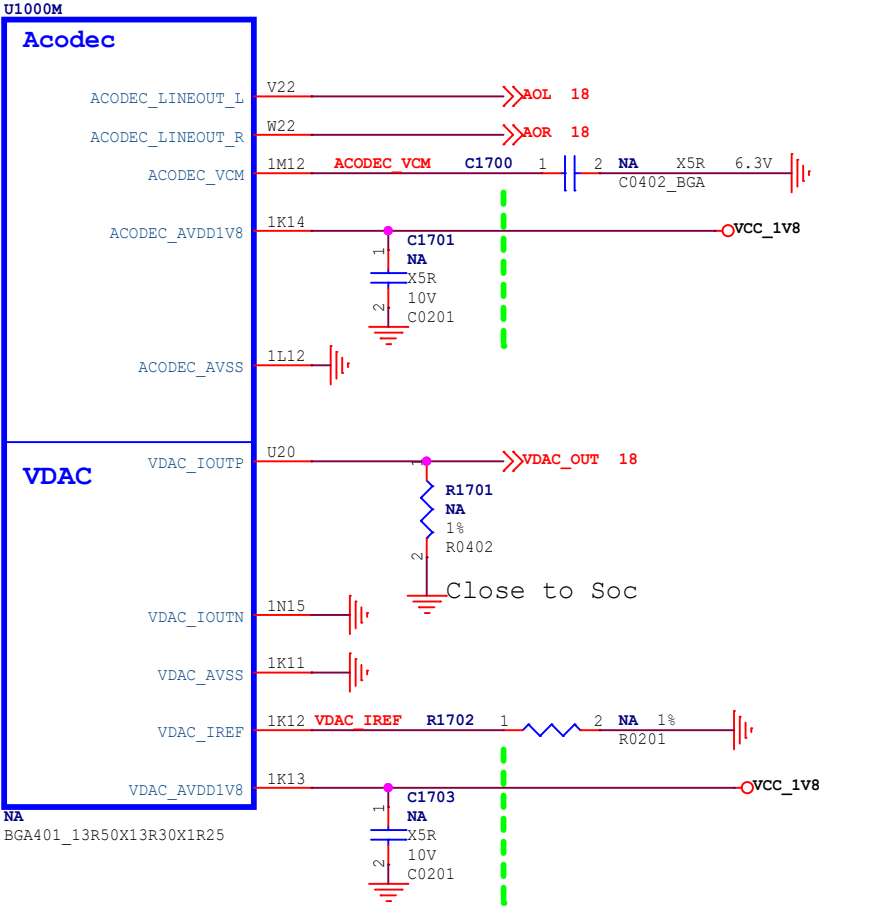 U1000M
Acodec
ACODEC_LINEOUT_L V22 AOL 18
ACODEC_LINEOUT_R W22 AOR 18
ACODEC_VCM 1M12 ACODEC_VCM C1700 1 2 NA X5R 6.3V
C0402_BGA
ACODEC_AVDD1V8 1K14 VCC_1V8
1 C1701
NA
X5R
10V
2 C0201
ACODEC_AVSS 1L12
VDAC
VDAC_IOUTP U20 VDAC_OUT 18
1
R1701
NA
1%
2 R0402
Close to Soc
VDAC_IOUTN 1N15
VDAC_AVSS 1K11
VDAC_IREF 1K12 VDAC_IREF R1702 1 2 NA 1%
R0201
VDAC_AVDD1V8 1K13 VCC_1V8
1 C1703
NA
X5R
10V
2 C0201
NA
BGA401_13R50X13R30X1R25